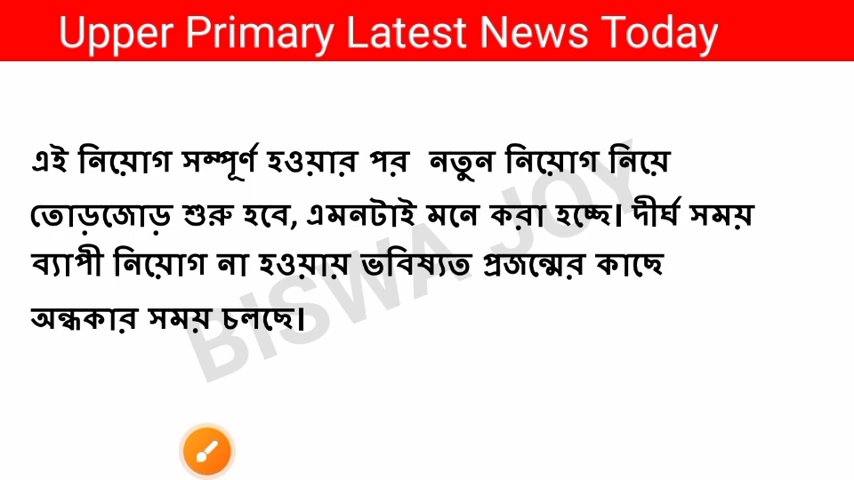 Upper Primary Latest News Today
এই নিয়োগ সম্পূর্ণ হওয়ার পর নতুন নিয়োগ নিয়ে
তোড়জোড় শুরু হবে, এমনটাই মনে করা হচ্ছে। দীর্ঘ সময়
ব্যাপী নিয়োগ না হওয়ায় ভবিষ্যত প্রজন্মের কাছে
অন্ধকার সময় চলছে।
BISWA JOY